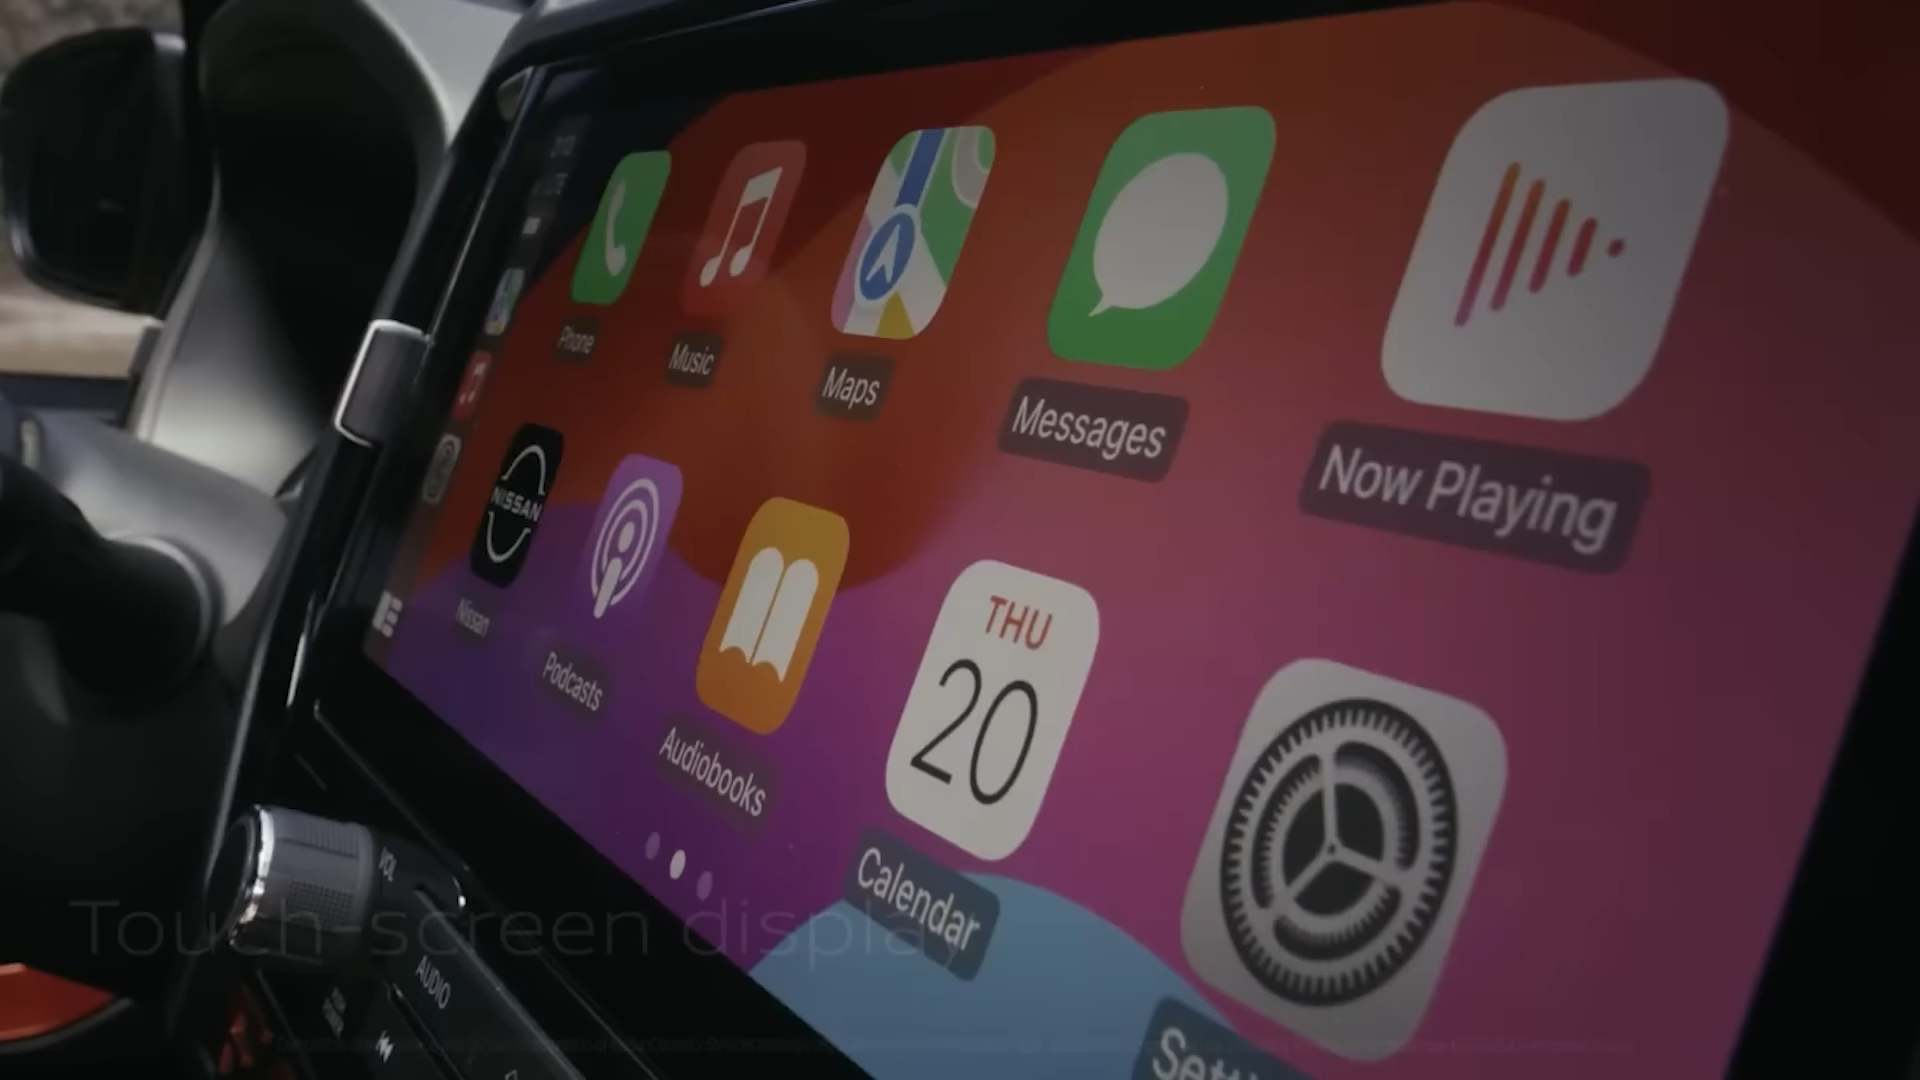 Phone
Music
Maps
Messages
Now Playing
NISSAN
Nissan
Podcasts
Audiobooks
THU
20
Calendar
VOL
AUDIO
Touch-screen display